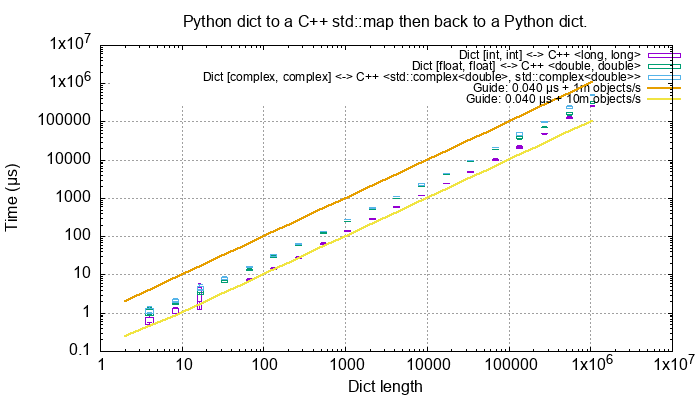 Python dict to a C++ std::map then back to a Python dict.
1x10^7
1x10^6
100000
10000
1000
100
10
1
0.1
Time (µs)
Dict [int, int] <-> C++ <long, long>
Dict [float, float] <-> C++ <double, double>
Dict [complex, complex] <-> C++ <std::complex<double>, std::complex<double>>
Guide: 0.040 µs + 1m objects/s
Guide: 0.040 µs + 10m objects/s
1 10 100 1000 10000 100000 1x10^6 1x10^7
Dict length